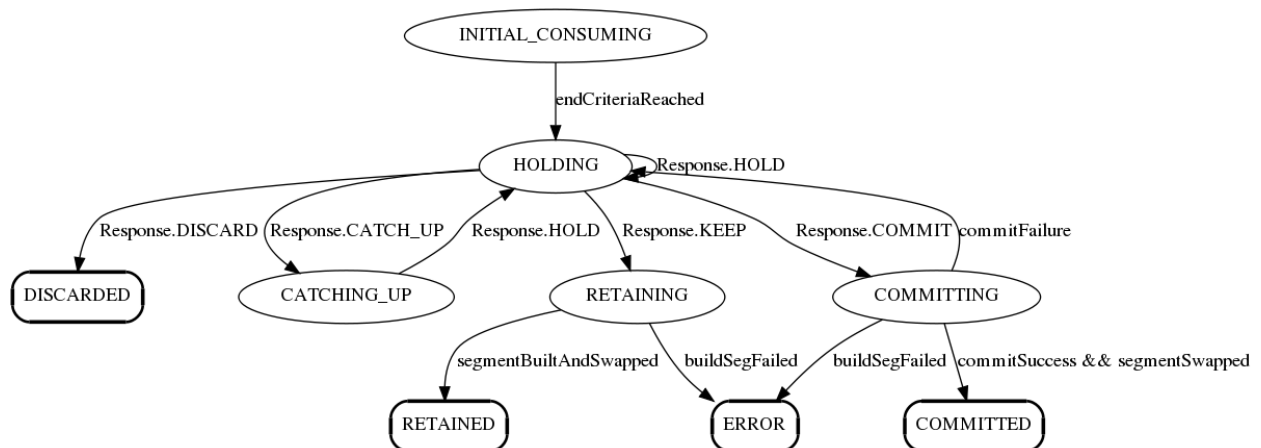 INITIAL_CONSUMING
endCriteriaReached
HOLDING
Response.HOLD
Response.DISCARD
Response.CATCH_UP
Response.HOLD
Response.KEEP
Response.COMMIT
commitFailure
DISCARDED
CATCHING_UP
RETAINING
COMMITTING
segmentBuiltAndSwapped
buildSegFailed
buildSegFailed
commitSuccess && segmentSwapped
RETAINED
ERROR
COMMITTED